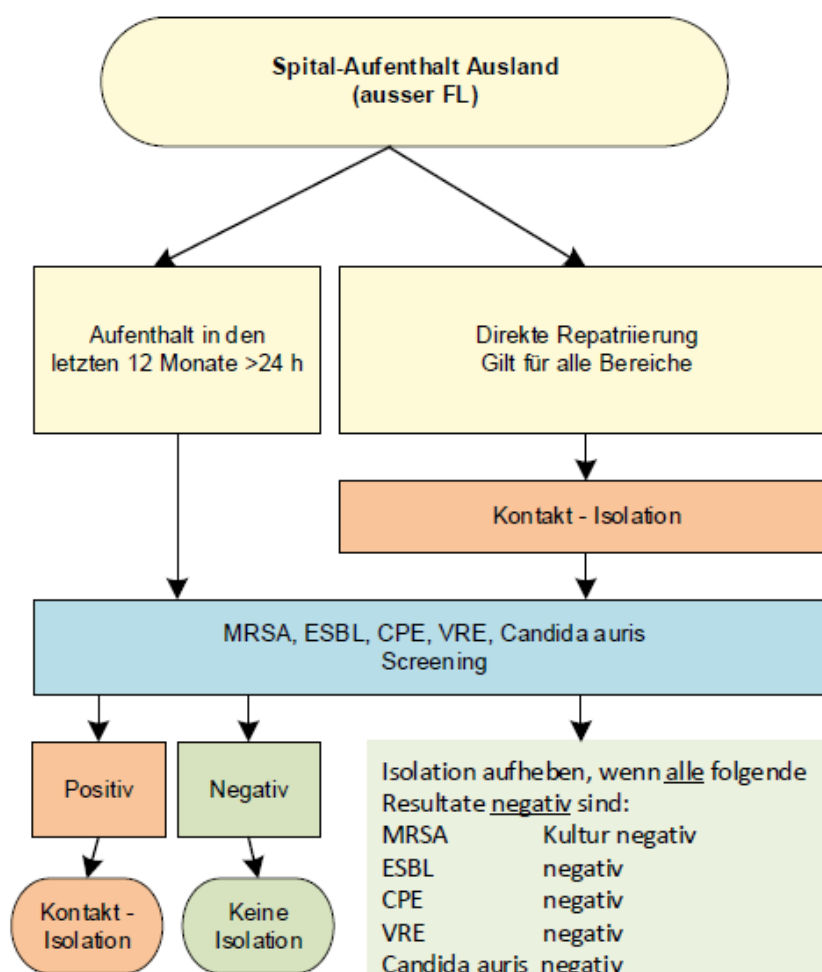 Spital-Aufenthalt Ausland
(ausser FL)
Aufenthalt in den
letzten 12 Monate >24 h
Direkte Repatriierung
Gilt für alle Bereiche
Kontakt - Isolation
MRSA, ESBL, CPE, VRE, Candida auris
Screening
Positiv
Negativ
Kontakt -
Isolation
Keine
Isolation
Isolation aufheben, wenn alle folgende
Resultate negativ sind:
MRSA Kultur negativ
ESBL negativ
CPE negativ
VRE negativ
Candida auris negativ